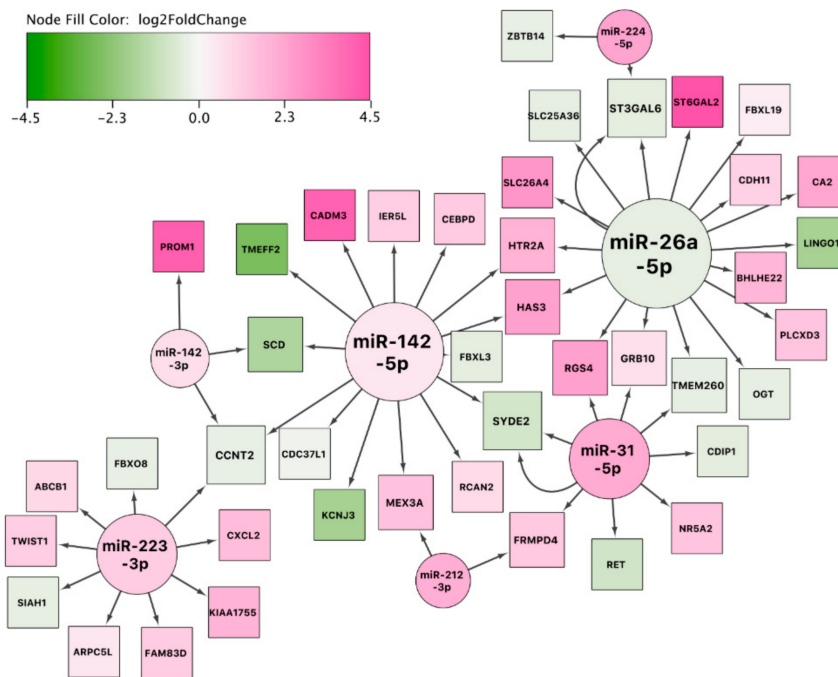 Node Fill Color: log2FoldChange
-4.5
-2.3
0.0
2.3
4.5
ZBTB14
miR-224
-5p
SLC25A36
ST3GAL6
ST6GAL2
FBXL19
SLC26A4
CDH11
CA2
PROM1
TMEFF2
CADM3
IER5L
CEBPD
HTR2A
miR-26a
-5p
LINGO1
BHLHE22
HAS3
PLCXD3
miR-142
-3p
SCD
miR-142
-5p
FBXL3
RGS4
GRB10
TMEM260
OGT
SYDE2
FBXO8
CCNT2
CDC37L1
miR-31
-5p
CDIP1
ABCB1
KCNJ3
MEX3A
RCAN2
TWIST1
miR-223
-3p
CXCL2
FRMPD4
NR5A2
RET
miR-212
-3p
SIAH1
KIAA1755
ARPC5L
FAM83D